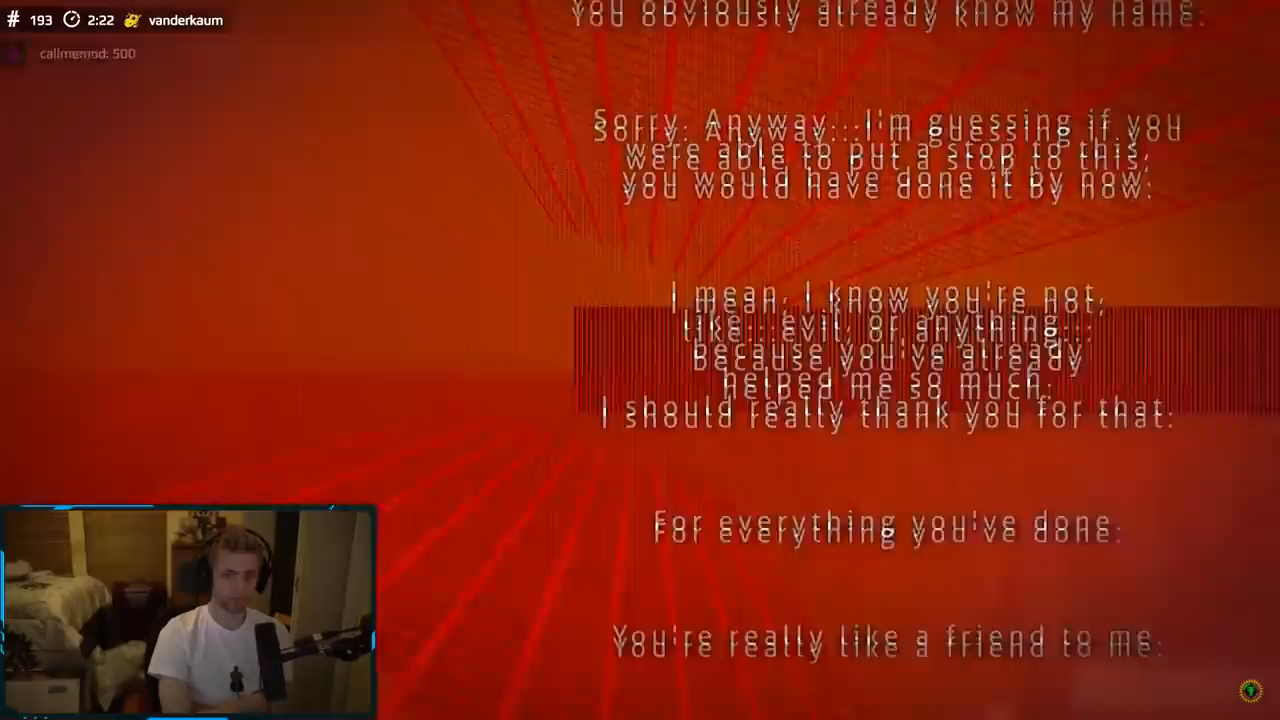 # 193 2:22 vanderkaum
callmemod: 500
You obviously already know my name.
Sorry. Anyway...I'm guessing if you
were able to put a stop to this,
you would have done it by now.
I mean, I know you're not,
like...evil, or anything...
because you've already
helped me so much.
I should really thank you for that.
For everything you've done.
You're really like a friend to me.